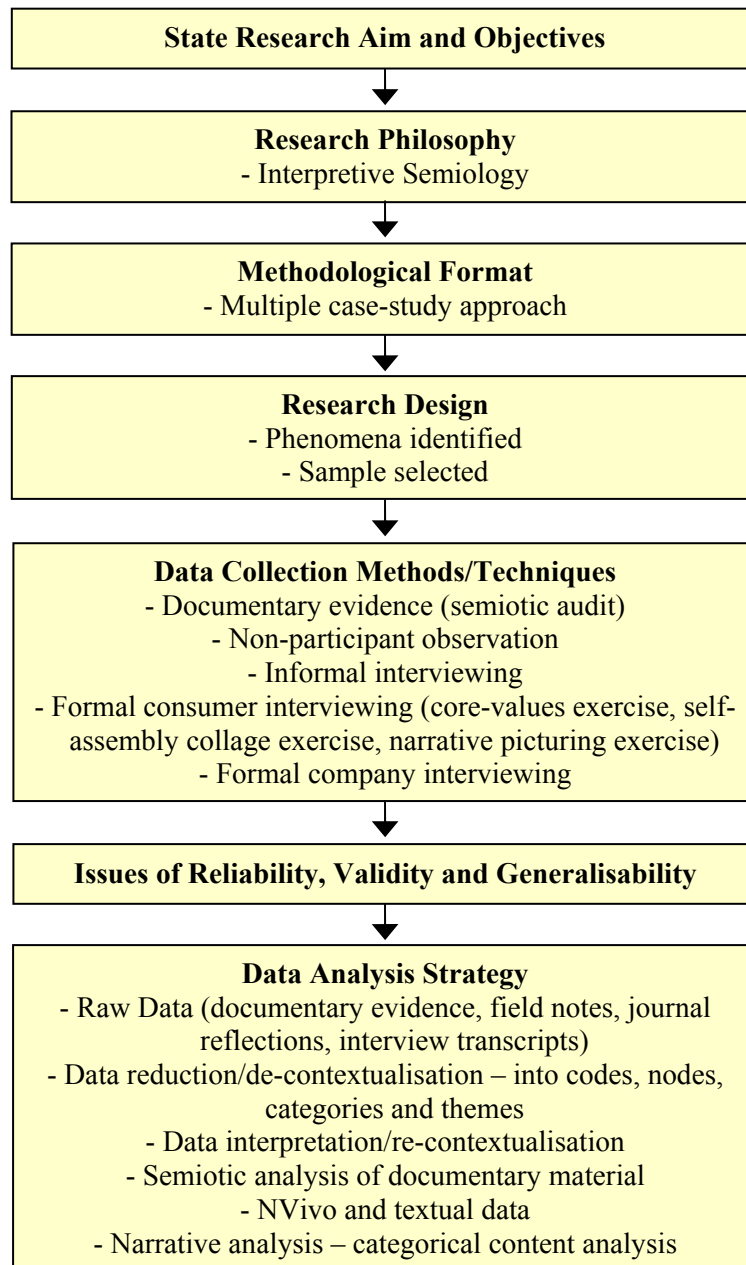 State Research Aim and Objectives
Research Philosophy
- Interpretive Semiology
Methodological Format
- Multiple case-study approach
Research Design
- Phenomena identified
- Sample selected
Data Collection Methods/Techniques
- Documentary evidence (semiotic audit)
- Non-participant observation
- Informal interviewing
- Formal consumer interviewing (core-values exercise, self-
assembly collage exercise, narrative picturing exercise)
- Formal company interviewing
Issues of Reliability, Validity and Generalisability
Data Analysis Strategy
- Raw Data (documentary evidence, field notes, journal
reflections, interview transcripts)
- Data reduction/de-contextualisation – into codes, nodes,
categories and themes
- Data interpretation/re-contextualisation
- Semiotic analysis of documentary material
- NVivo and textual data
- Narrative analysis – categorical content analysis